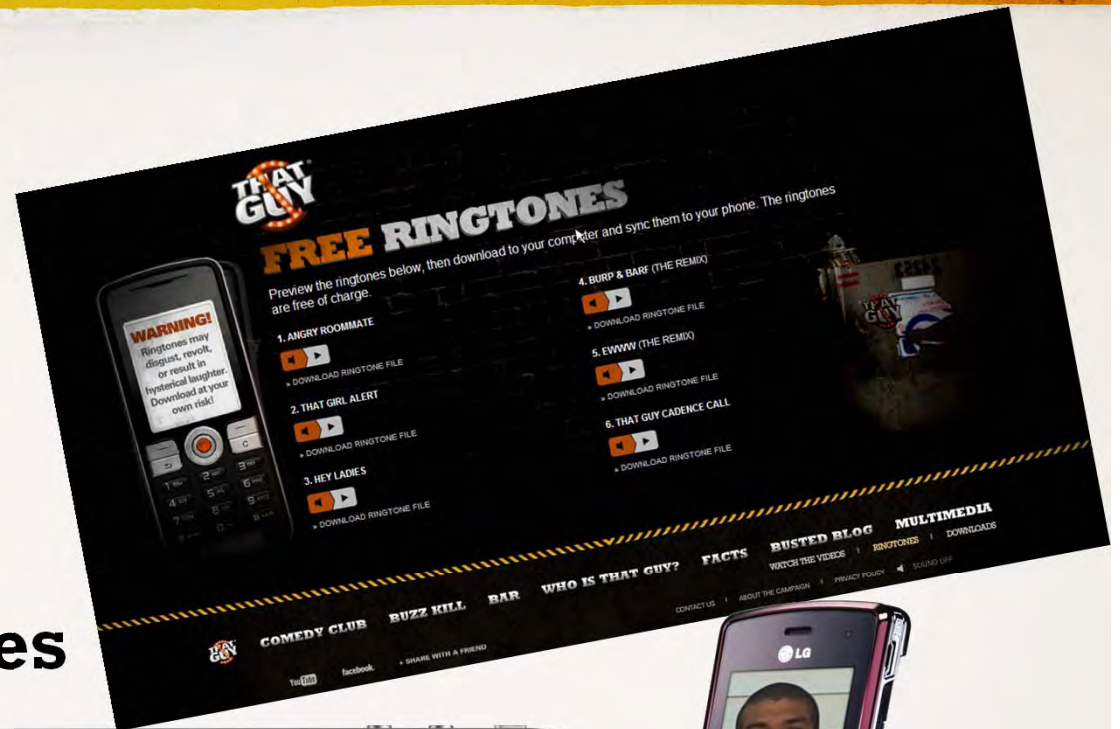 THAT GUY
FREE RINGTONES
Preview the ringtones below, then download to your computer and sync them to your phone. The ringtones
are free of charge.
WARNING!
Ringtones may
disgust, revolt,
or result in
hysterical laughter.
Download at your
own risk!
1. ANGRY ROOMMATE
» DOWNLOAD RINGTONE FILE
2. THAT GIRL ALERT
» DOWNLOAD RINGTONE FILE
3. HEY LADIES
» DOWNLOAD RINGTONE FILE
4. BURP & BARF (THE REMIX)
» DOWNLOAD RINGTONE FILE
5. EWWW (THE REMIX)
» DOWNLOAD RINGTONE FILE
6. THAT GUY CADENCE CALL
» DOWNLOAD RINGTONE FILE
THAT GUY
THAT GUY
COMEDY CLUB BUZZ KILL BAR WHO IS THAT GUY? FACTS BUSTED BLOG MULTIMEDIA
WATCH THE VIDEOS RINGTONES DOWNLOADS
CONTACT US ABOUT THE CAMPAIGN PRIVACY POLICY SOUND OFF
YouTube facebook. + SHARE WITH A FRIEND
es
LG